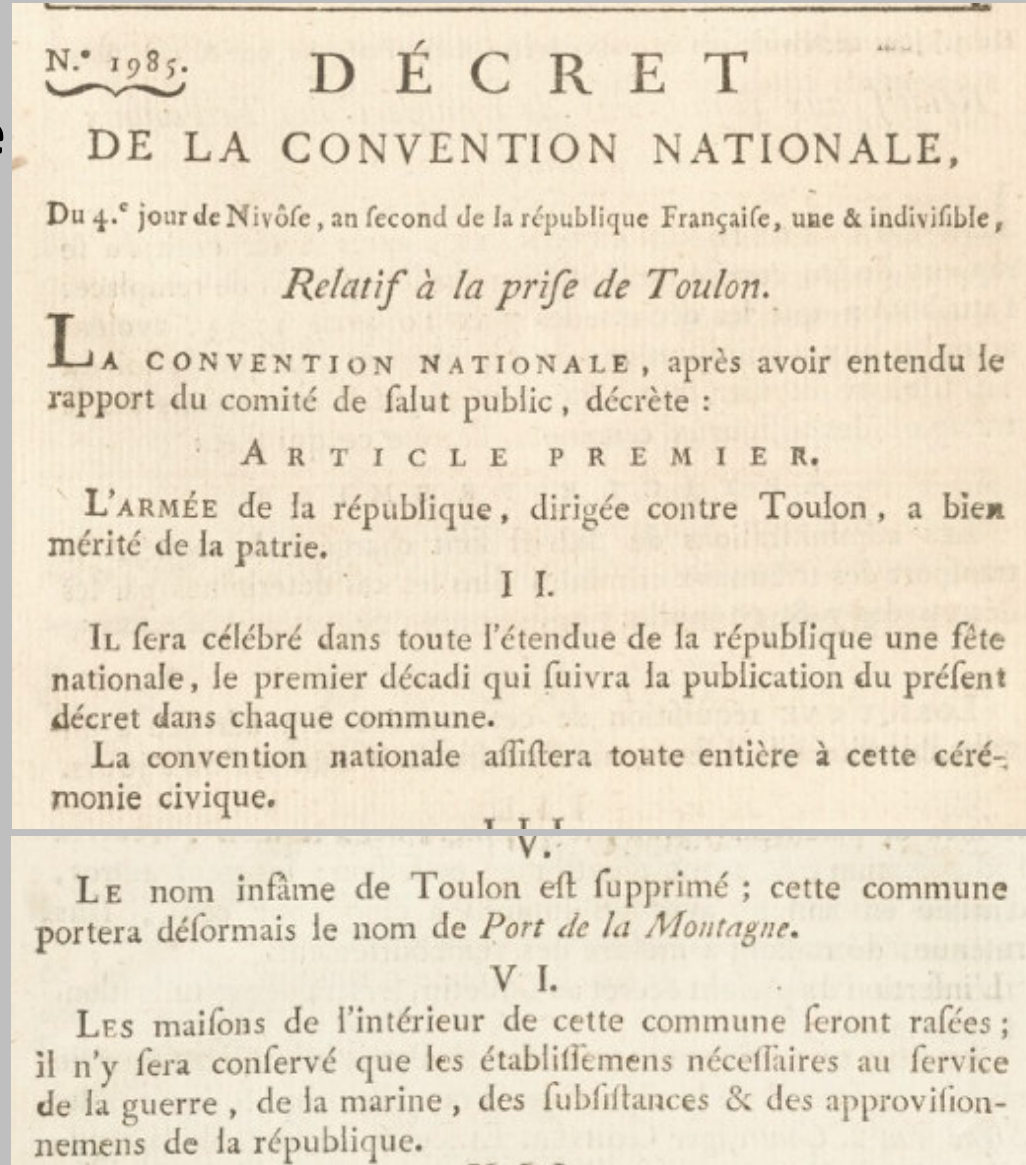 N.° 1985. DÉCRET
DE LA CONVENTION NATIONALE,
Du 4.e jour de Nivôſe, an ſecond de la république Françaiſe, une & indiviſible,
Relatif à la priſe de Toulon.
LA CONVENTION NATIONALE, après avoir entendu le
rapport du comité de ſalut public, décrète :
ARTICLE PREMIER.
L'ARMÉE de la république, dirigée contre Toulon, a bien
mérité de la patrie.
II.
IL ſera célébré dans toute l'étendue de la république une fête
nationale, le premier décadi qui ſuivra la publication du préſent
décret dans chaque commune.
La convention nationale aſſiſtera toute entière à cette céré-
monie civique.
III
V.
LE nom infâme de Toulon eſt ſupprimé ; cette commune
portera déſormais le nom de Port de la Montagne.
VI.
LES maiſons de l'intérieur de cette commune ſeront raſées ;
il n'y ſera conſervé que les établiſſemens néceſſaires au ſervice
de la guerre, de la marine, des ſubſiſtances & des approviſion-
nemens de la république.